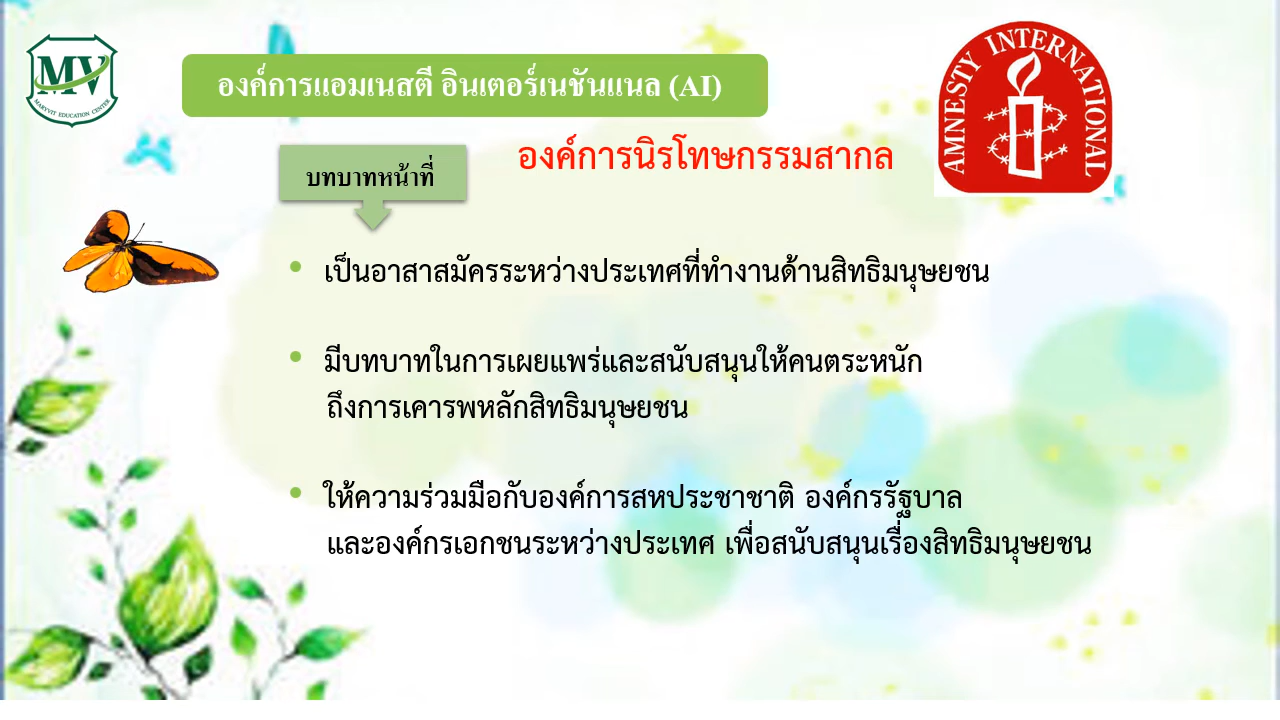 MV
MARYVIT EDUCATION CENTER
องค์การแอมเนสตี อินเตอร์เนชันแนล (AI)
AMNESTY INTERNATIONAL
องค์การนิรโทษกรรมสากล
บทบาทหน้าที่
• เป็นอาสาสมัครระหว่างประเทศที่ทำงานด้านสิทธิมนุษยชน
• มีบทบาทในการเผยแพร่และสนับสนุนให้คนตระหนัก
ถึงการเคารพหลักสิทธิมนุษยชน
• ให้ความร่วมมือกับองค์การสหประชาชาติ องค์กรรัฐบาล
และองค์กรเอกชนระหว่างประเทศ เพื่อสนับสนุนเรื่องสิทธิมนุษยชน